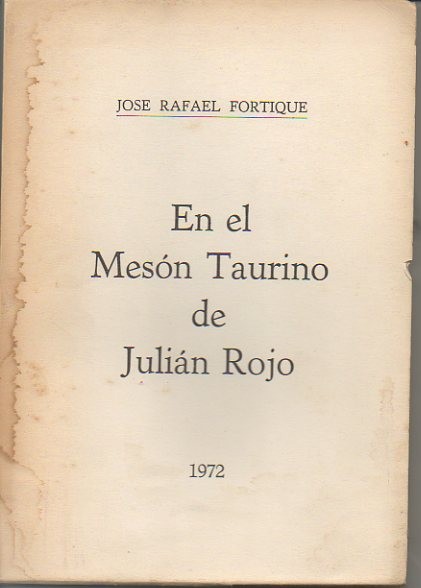 JOSE RAFAEL FORTIQUE
En el
Mesón Taurino
de
Julián Rojo
1972